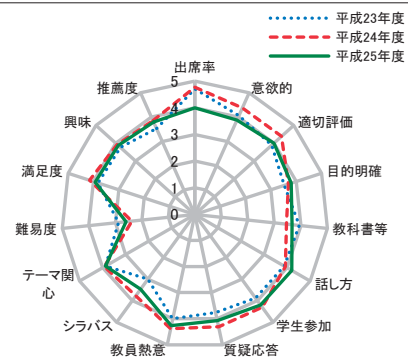 平成23年度
平成24年度
平成25年度
出席率
意欲的
適切評価
目的明確
教科書等
話し方
学生参加
質疑応答
教員熱意
シラバス
テーマ関
心
難易度
満足度
興味
推薦度
5
4
3
2
1
0